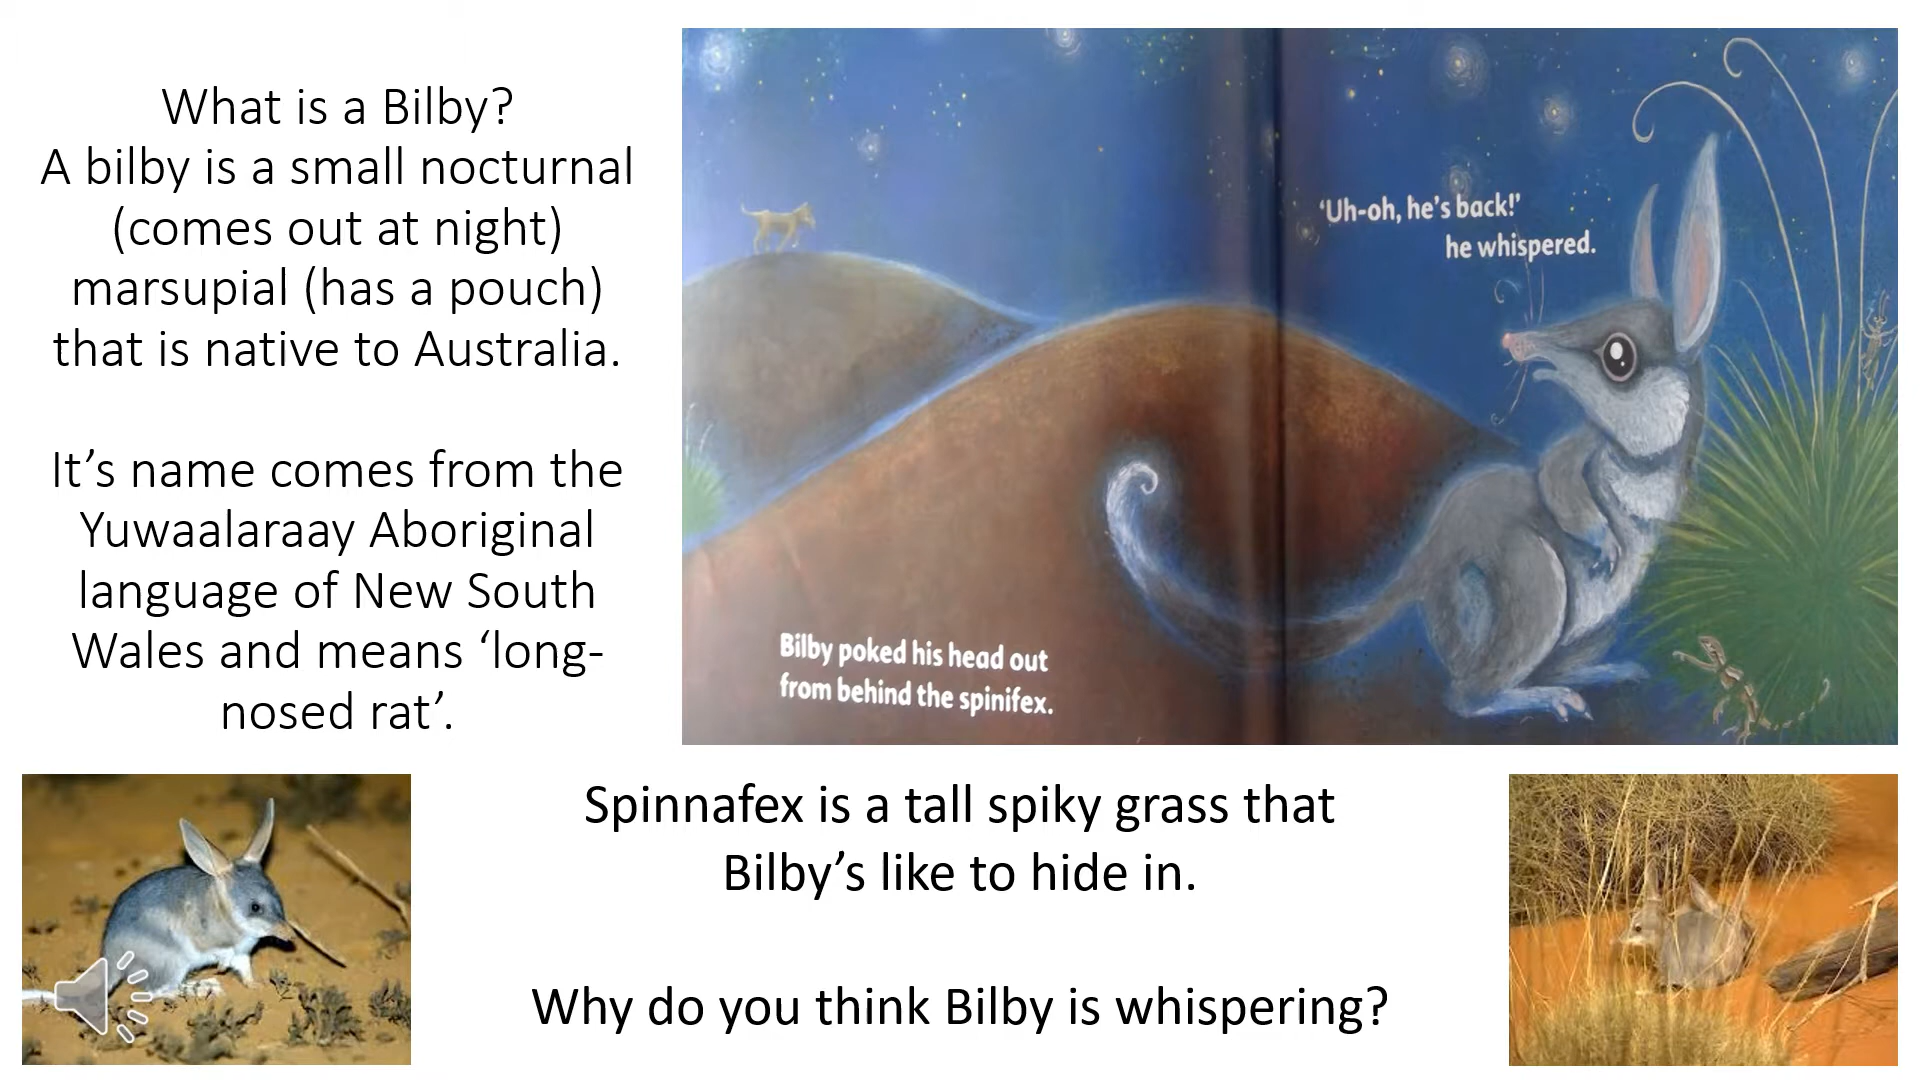 What is a Bilby?
A bilby is a small nocturnal
(comes out at night)
marsupial (has a pouch)
that is native to Australia.
It’s name comes from the
Yuwaalaraay Aboriginal
language of New South
Wales and means ‘long-
nosed rat’.
‘Uh-oh, he’s back!’
he whispered.
Bilby poked his head out
from behind the spinifex.
Spinnafex is a tall spiky grass that
Bilby’s like to hide in.
Why do you think Bilby is whispering?